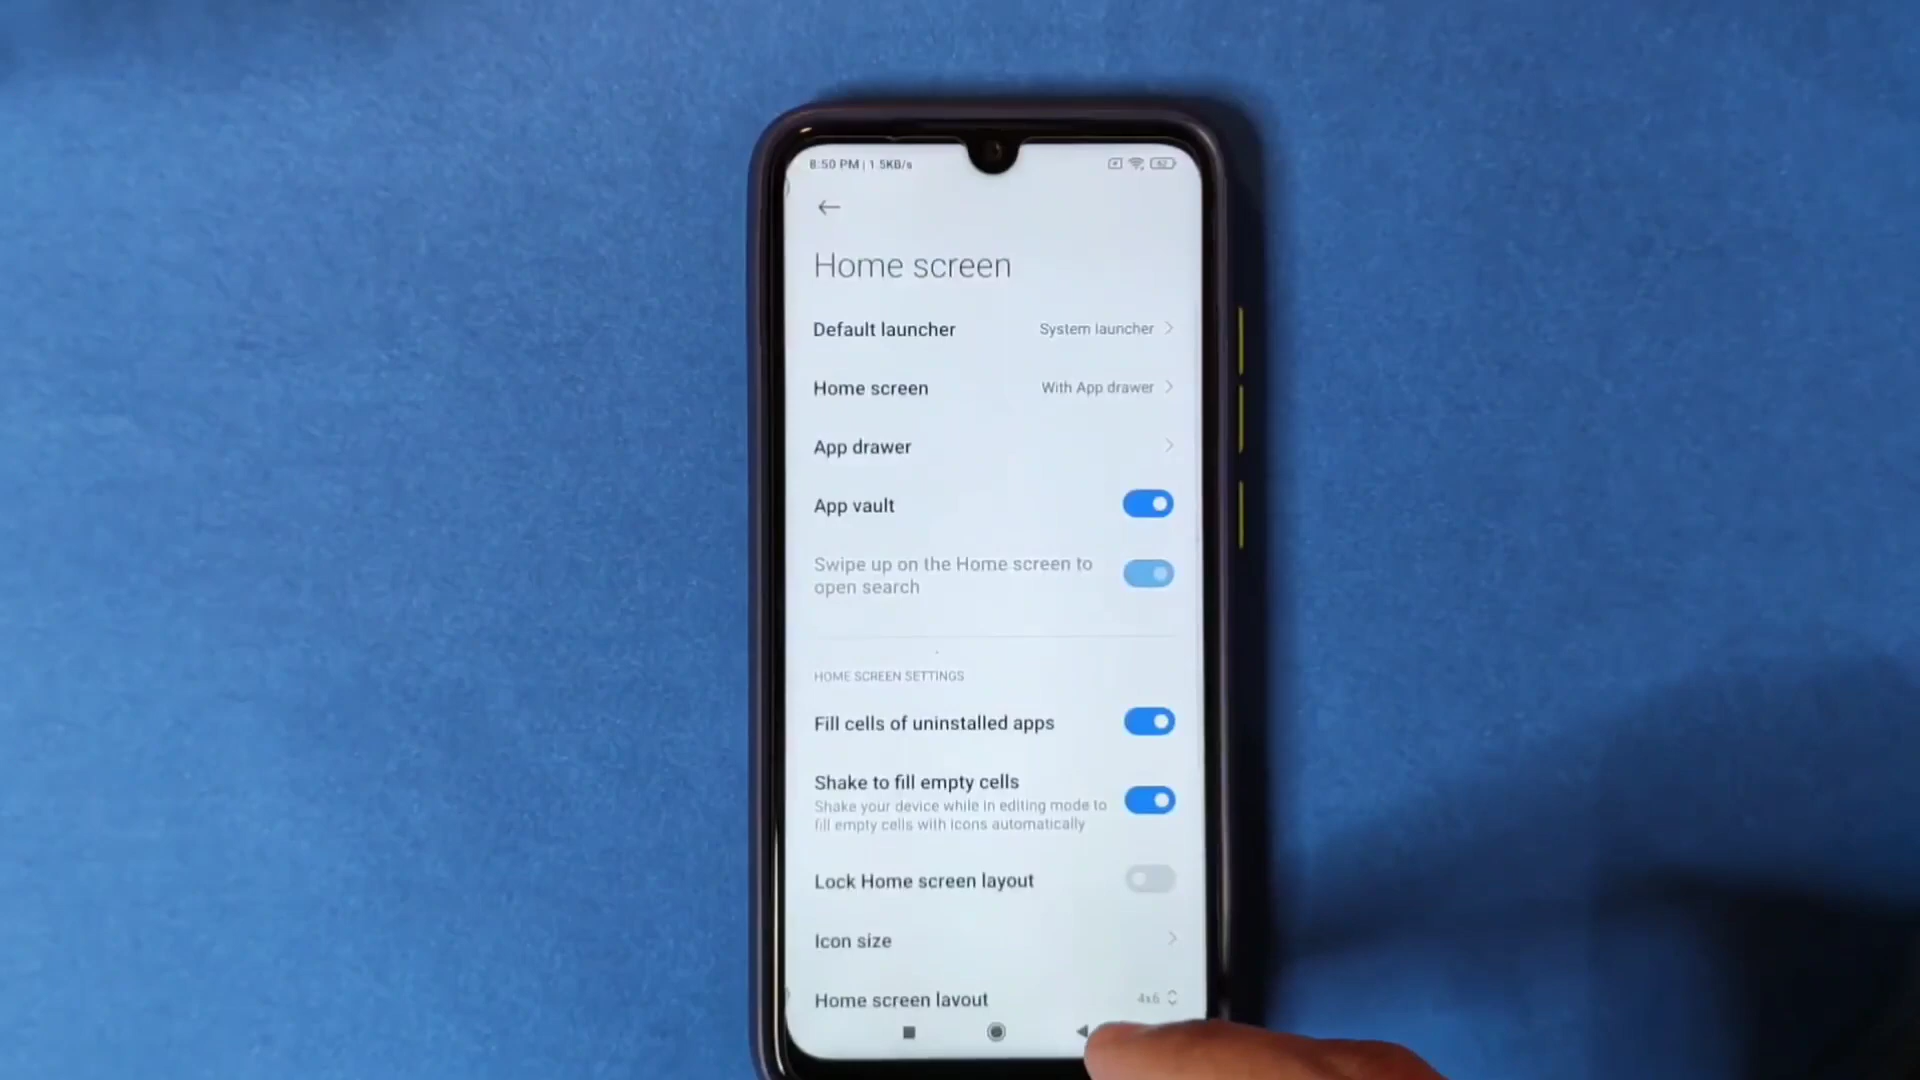 8:50 PM | 1.5KB/s
Home screen
Default launcher
System launcher
Home screen
With App drawer
App drawer
App vault
Swipe up on the Home screen to
open search
HOME SCREEN SETTINGS
Fill cells of uninstalled apps
Shake to fill empty cells
Shake your device while in editing mode to
fill empty cells with icons automatically
Lock Home screen layout
Icon size
Home screen layout
4x6